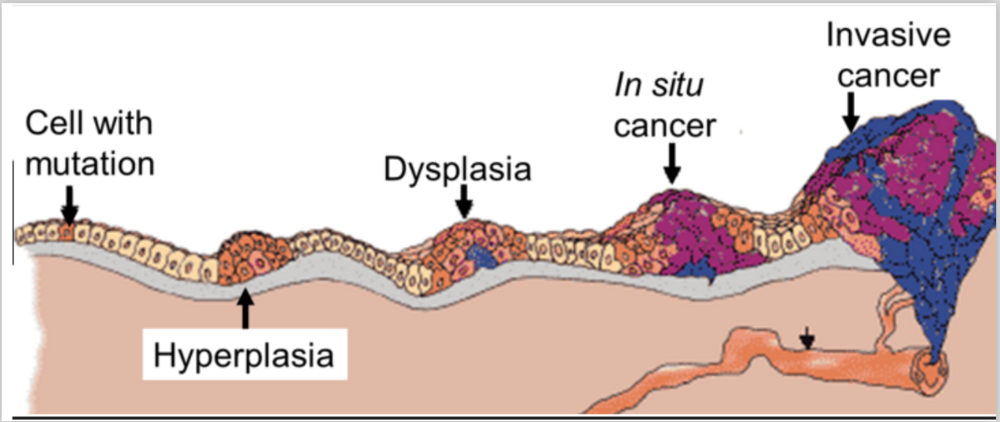 Cell with
mutation
Hyperplasia
Dysplasia
In situ
cancer
Invasive
cancer